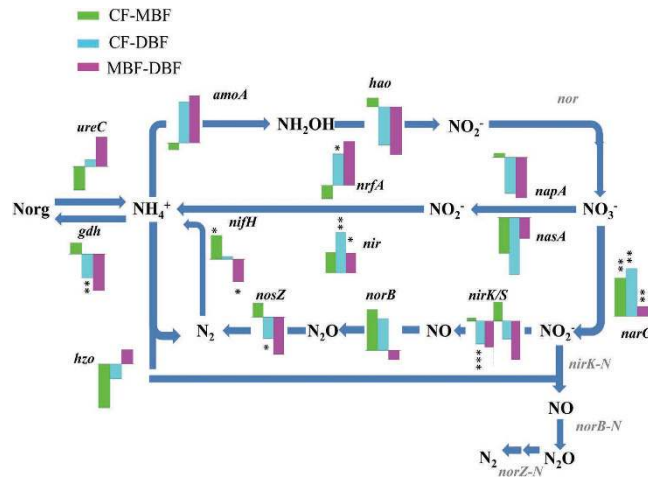 CF-MBF
CF-DBF
MBF-DBF
amoA
hao
nor
ureC
NH2OH
NO2-
*
nrfA
napA
Norg
NH4+
NO2-
NO3-
gdh
nifH
**
nir
nasA
*
*
**
**
**
*
nosZ
norB
nirK/S
**
N2
N2O
NO
NO2-
narG
*
hzo
***
nirK-N
NO
norB-N
N2
N2O
norZ-N